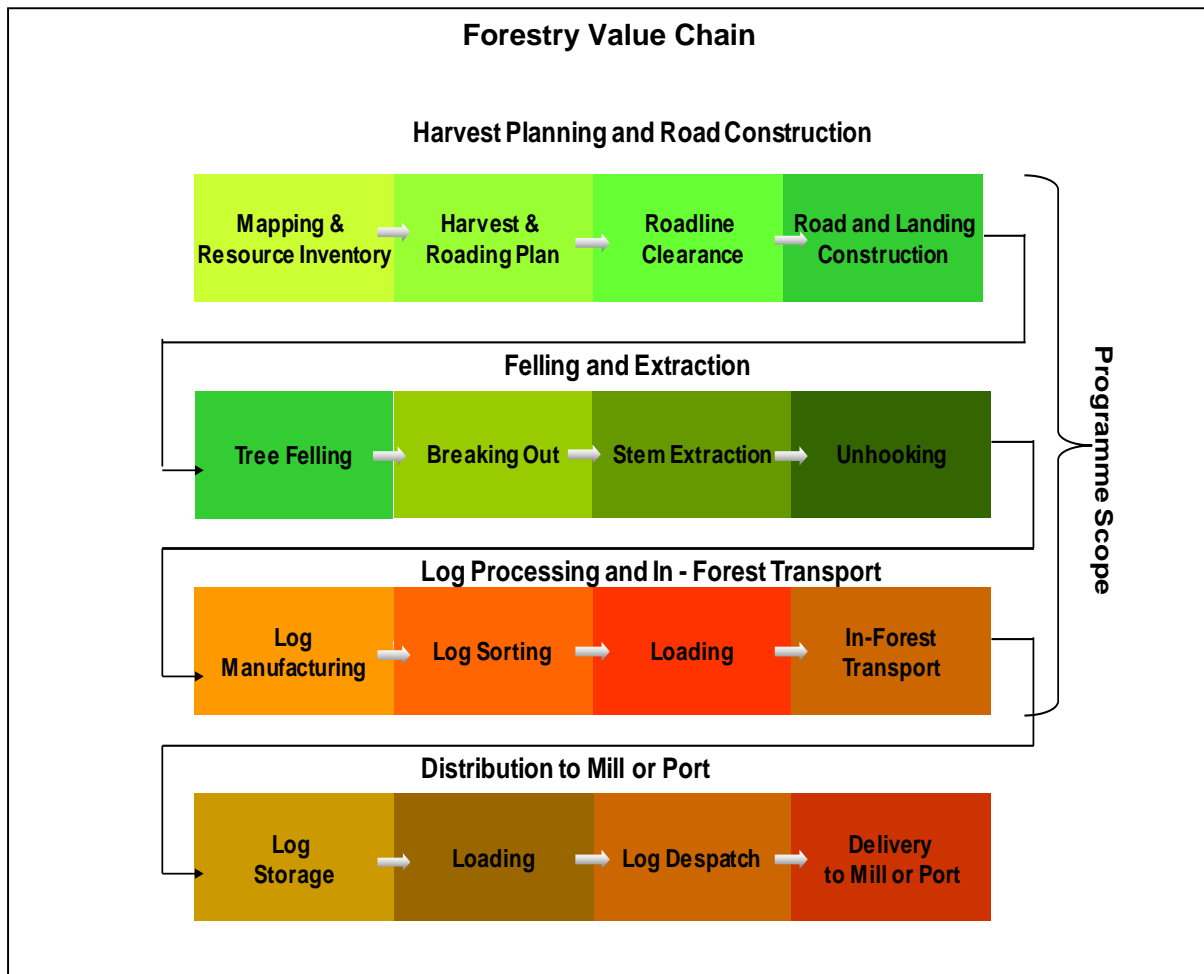 Forestry Value Chain
Harvest Planning and Road Construction
Mapping &
Resource Inventory
Harvest &
Roading Plan
Roadline
Clearance
Road and Landing
Construction
Felling and Extraction
Tree Felling
Breaking Out
Stem Extraction
Unhooking
Log Processing and In - Forest Transport
Log
Manufacturing
Log Sorting
Loading
In-Forest
Transport
Distribution to Mill or Port
Log
Storage
Loading
Log Despatch
Delivery
to Mill or Port
Programme Scope